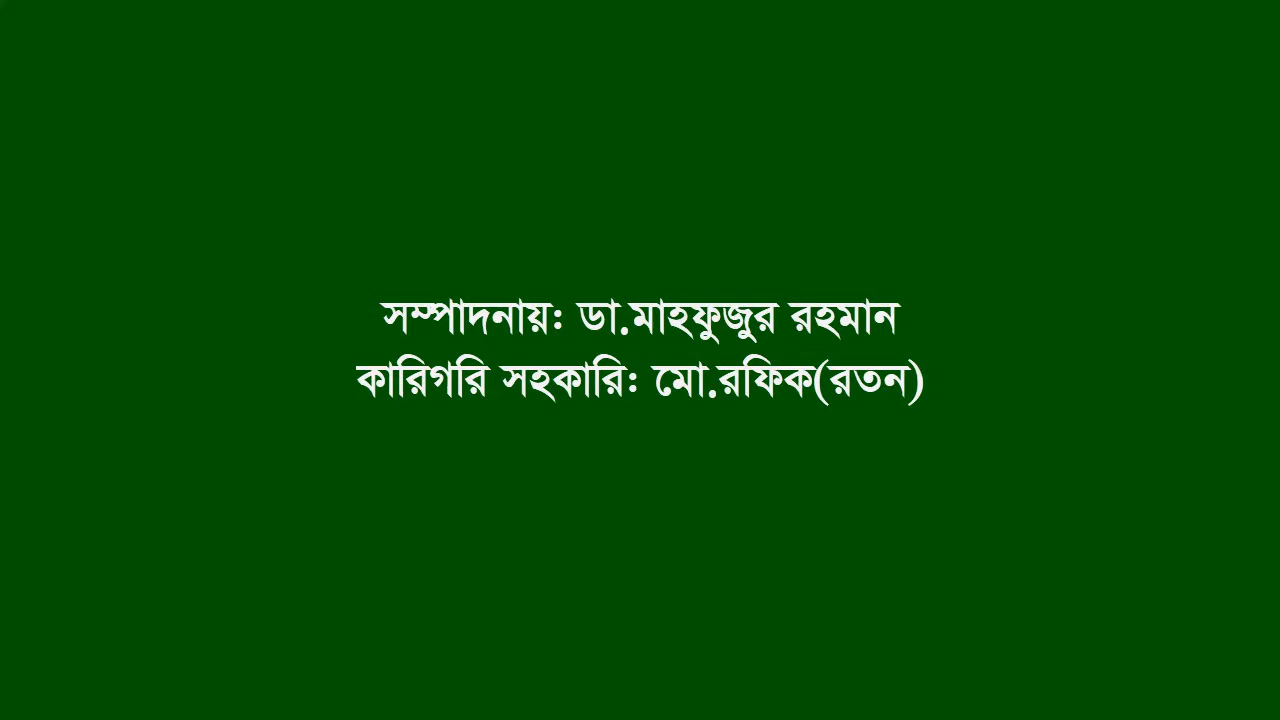 সম্পাদনায়: ডা.মাহফুজুর রহমান
কারিগরি সহকারি: মো.রফিক(রতন)